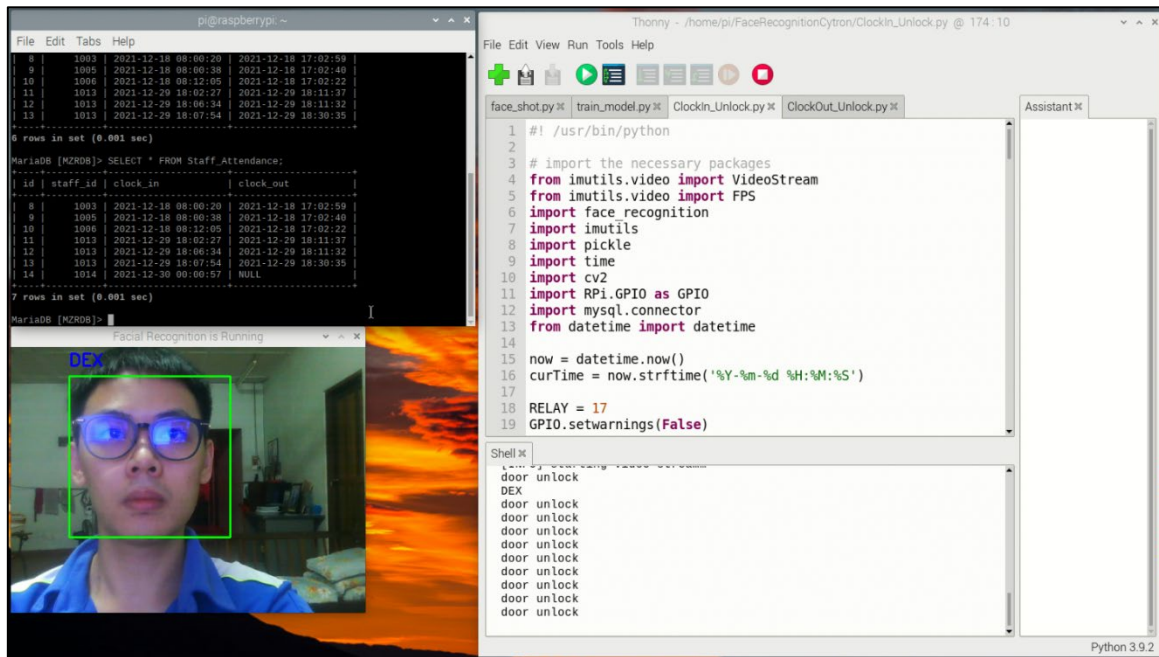 pi@raspberrypi: ~
File Edit Tabs Help
| 8 | 1003 | 2021-12-18 08:00:20 | 2021-12-18 17:02:59 |
| 9 | 1005 | 2021-12-18 08:00:38 | 2021-12-18 17:02:40 |
| 10 | 1006 | 2021-12-18 08:12:05 | 2021-12-18 17:02:22 |
| 11 | 1013 | 2021-12-29 18:02:27 | 2021-12-29 18:11:37 |
| 12 | 1013 | 2021-12-29 18:06:34 | 2021-12-29 18:11:32 |
| 13 | 1013 | 2021-12-29 18:07:54 | 2021-12-29 18:30:35 |
6 rows in set (0.001 sec)
MariaDB [MZRDB]> SELECT * FROM Staff_Attendance;
| id | staff_id | clock_in | clock_out |
| 8 | 1003 | 2021-12-18 08:00:20 | 2021-12-18 17:02:59 |
| 9 | 1005 | 2021-12-18 08:00:38 | 2021-12-18 17:02:40 |
| 10 | 1006 | 2021-12-18 08:12:05 | 2021-12-18 17:02:22 |
| 11 | 1013 | 2021-12-29 18:02:27 | 2021-12-29 18:11:37 |
| 12 | 1013 | 2021-12-29 18:06:34 | 2021-12-29 18:11:32 |
| 13 | 1013 | 2021-12-29 18:07:54 | 2021-12-29 18:30:35 |
| 14 | 1014 | 2021-12-30 00:00:57 | NULL |
7 rows in set (0.001 sec)
MariaDB [MZRDB]>
Facial Recognition is Running
DEX
Thonny - /home/pi/FaceRecognitionCytron/ClockIn_Unlock.py @ 174:10
File Edit View Run Tools Help
face_shot.py train_model.py ClockIn_Unlock.py ClockOut_Unlock.py
1 #! /usr/bin/python
2
3 # import the necessary packages
4 from imutils.video import VideoStream
5 from imutils.video import FPS
6 import face_recognition
7 import imutils
8 import pickle
9 import time
10 import cv2
11 import RPi.GPIO as GPIO
12 import mysql.connector
13 from datetime import datetime
14
15 now = datetime.now()
16 curTime = now.strftime('%Y-%m-%d %H:%M:%S')
17
18 RELAY = 17
19 GPIO.setwarnings(False)
Assistant
Shell
door unlock
DEX
door unlock
door unlock
door unlock
door unlock
door unlock
door unlock
door unlock
door unlock
door unlock
Python 3.9.2